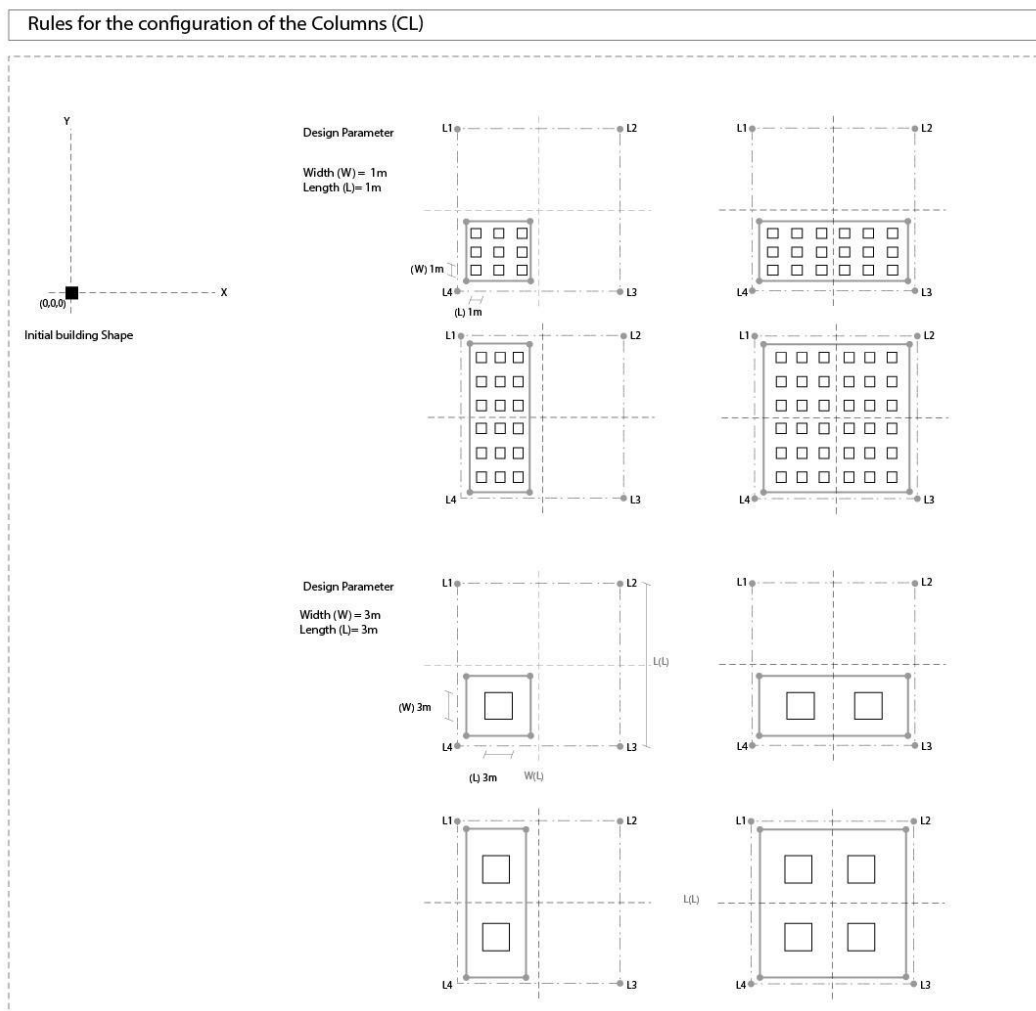 Rules for the configuration of the Columns (CL)
Y
X
(0,0,0)
Initial building Shape
Design Parameter
Width (W) = 1m
Length (L)= 1m
L1
L2
(W) 1m
L4
L3
(L) 1m
L1
L2
L4
L3
L1
L2
L4
L3
L1
L2
L4
L3
Design Parameter
Width (W) = 3m
Length (L)= 3m
L1
L2
L(L)
(W) 3m
L4
L3
(L) 3m
W(L)
L1
L2
L4
L3
L1
L2
L4
L3
L1
L2
L(L)
L4
L3